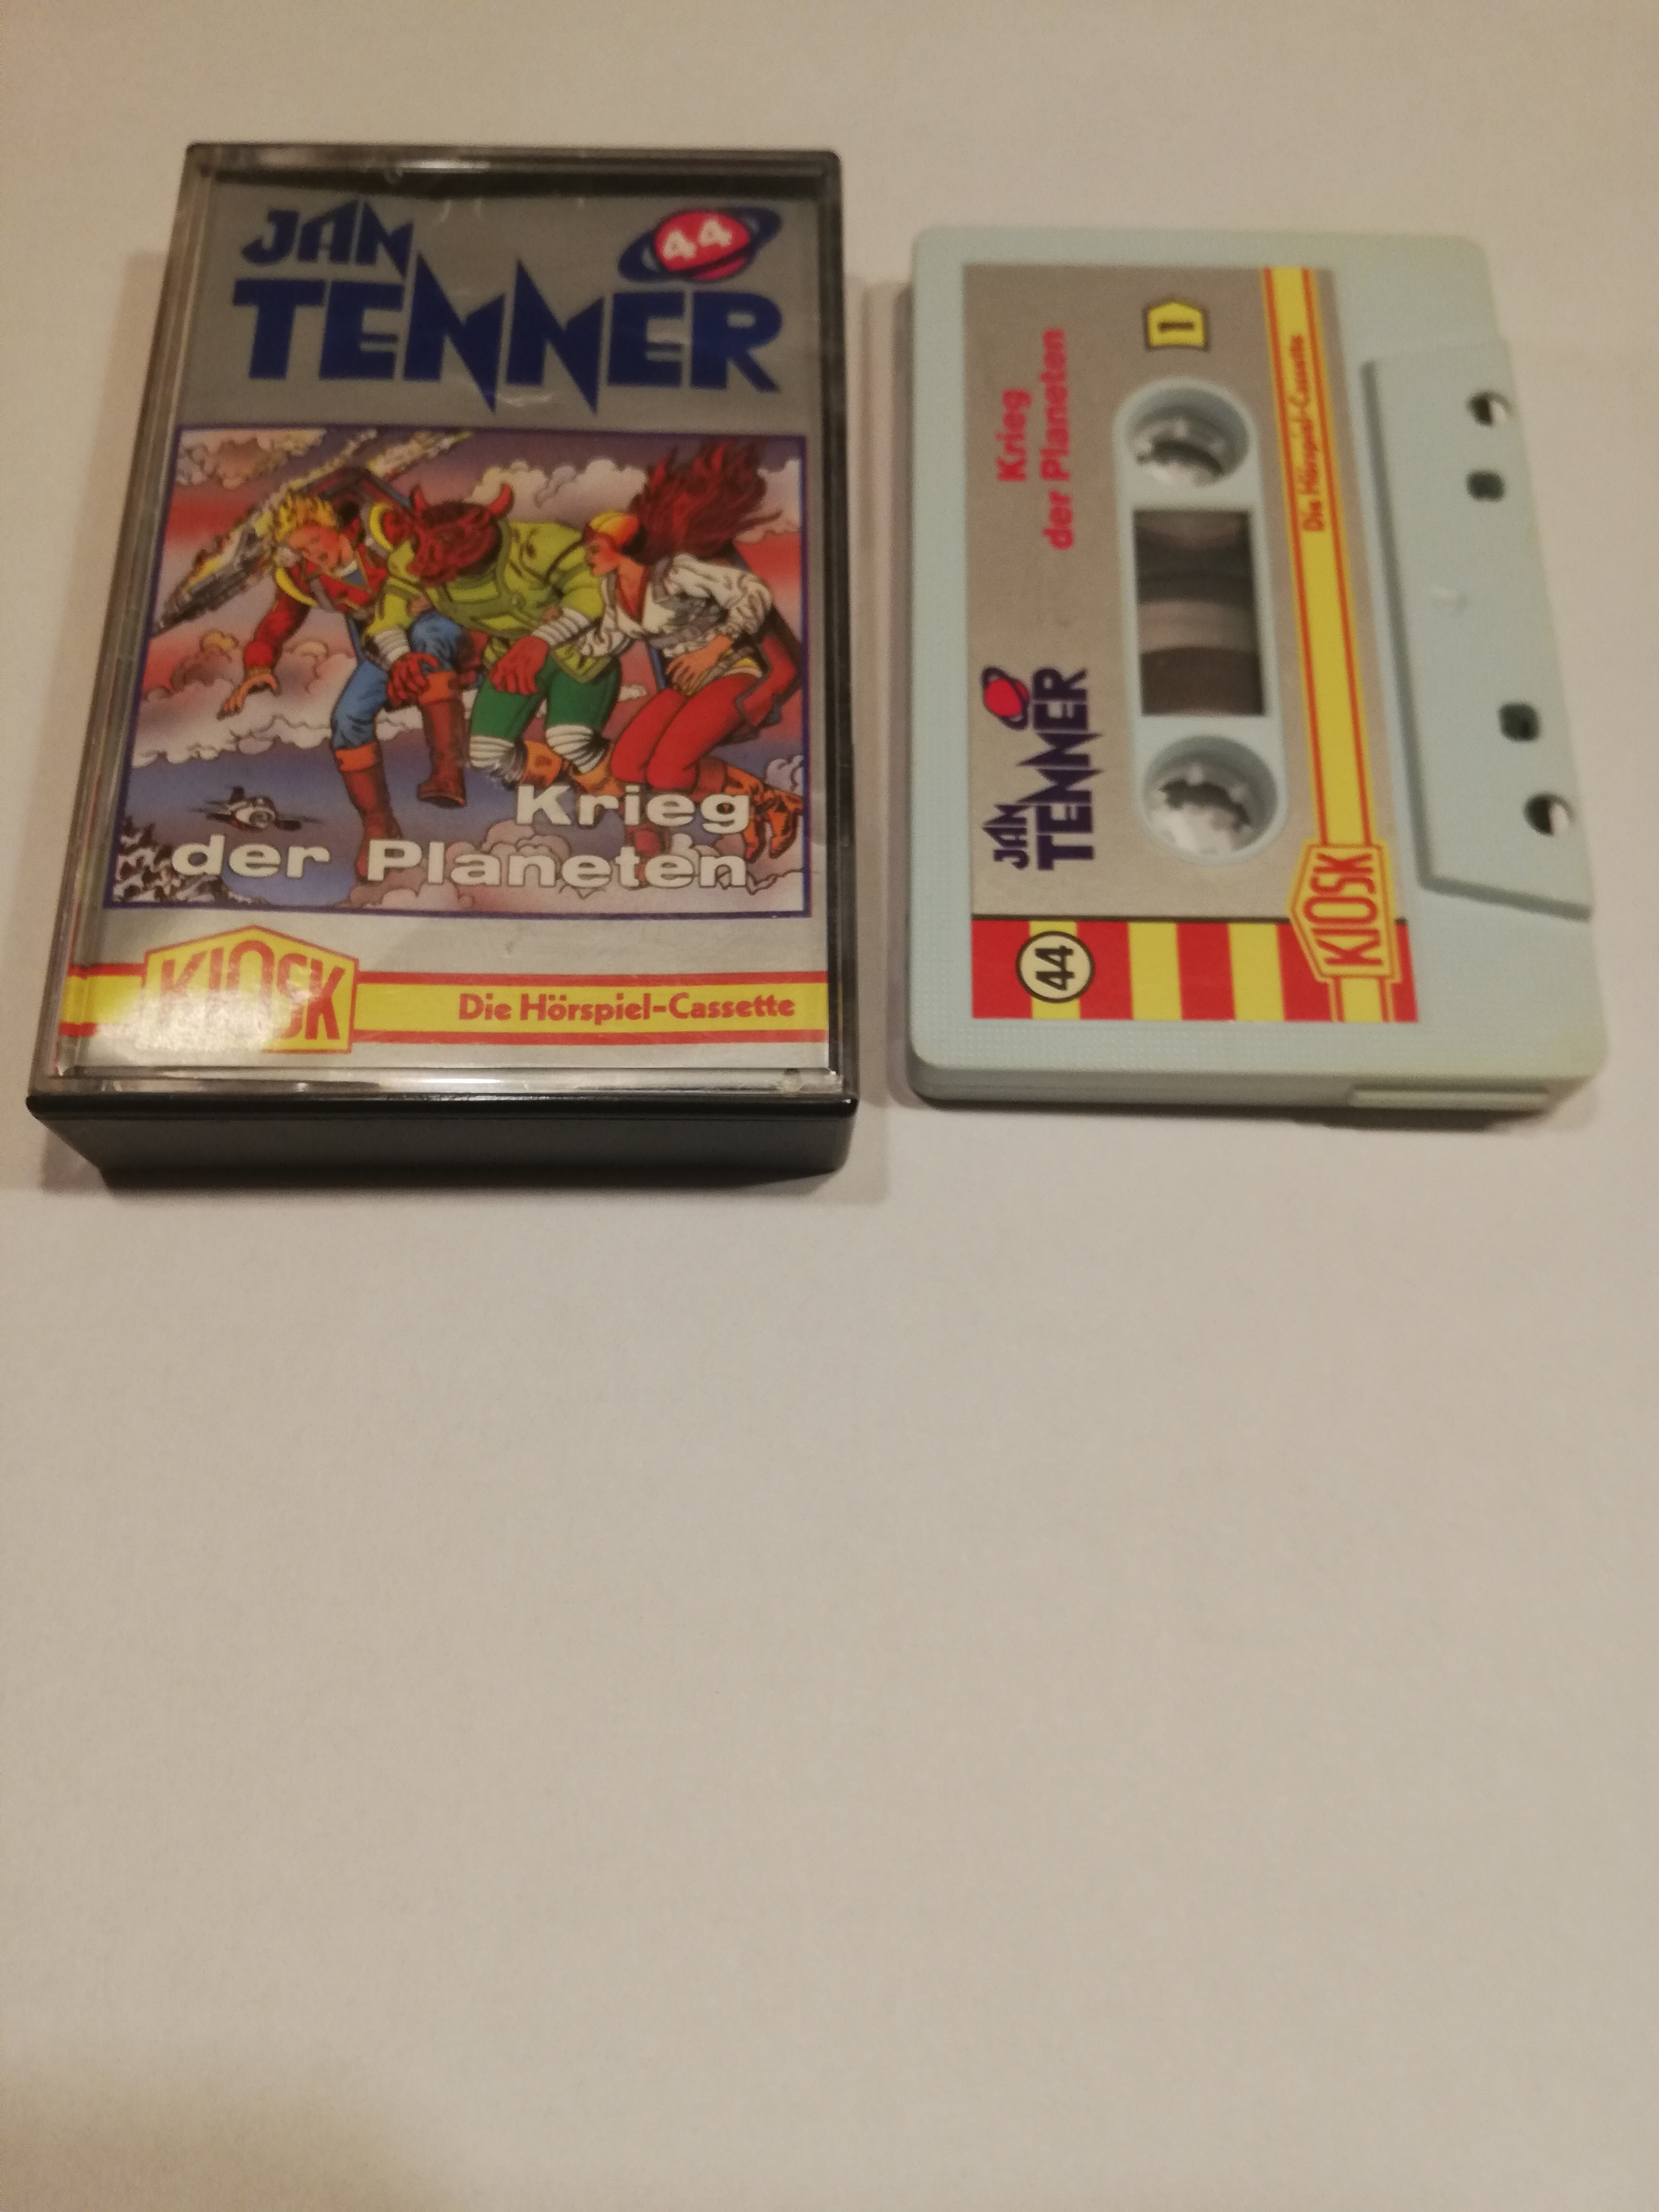 JAN
TENNER
44
Krieg
der Planeten
KIOSK
Die Hörspiel-Cassette
44
JAN
TENNER
Krieg
der Planeten
1
KIOSK
Die Hörspiel-Cassette